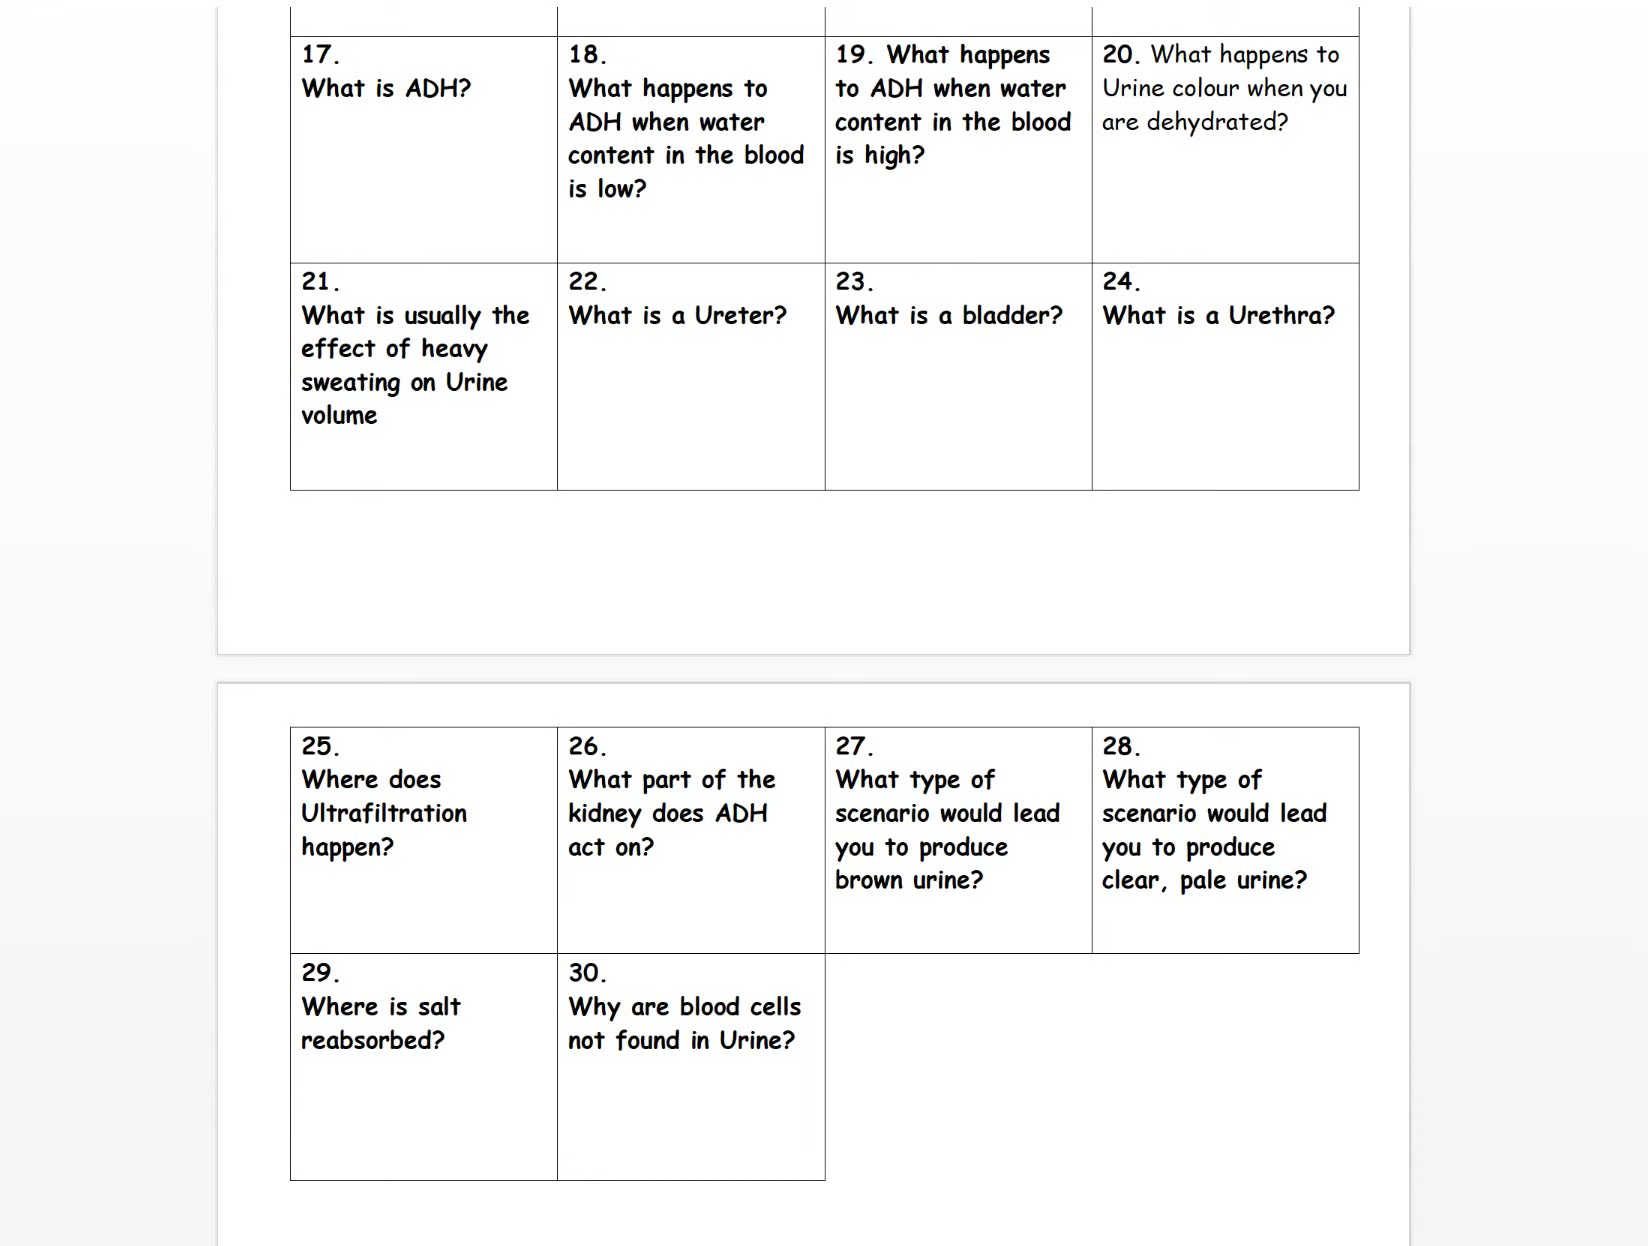 17.
What is ADH?
18.
What happens to
ADH when water
content in the blood
is low?
19. What happens
to ADH when water
content in the blood
is high?
20. What happens to
Urine colour when you
are dehydrated?
21.
What is usually the
effect of heavy
sweating on Urine
volume
22.
What is a Ureter?
23.
What is a bladder?
24.
What is a Urethra?
25.
Where does
Ultrafiltration
happen?
26.
What part of the
kidney does ADH
act on?
27.
What type of
scenario would lead
you to produce
brown urine?
28.
What type of
scenario would lead
you to produce
clear, pale urine?
29.
Where is salt
reabsorbed?
30.
Why are blood cells
not found in Urine?